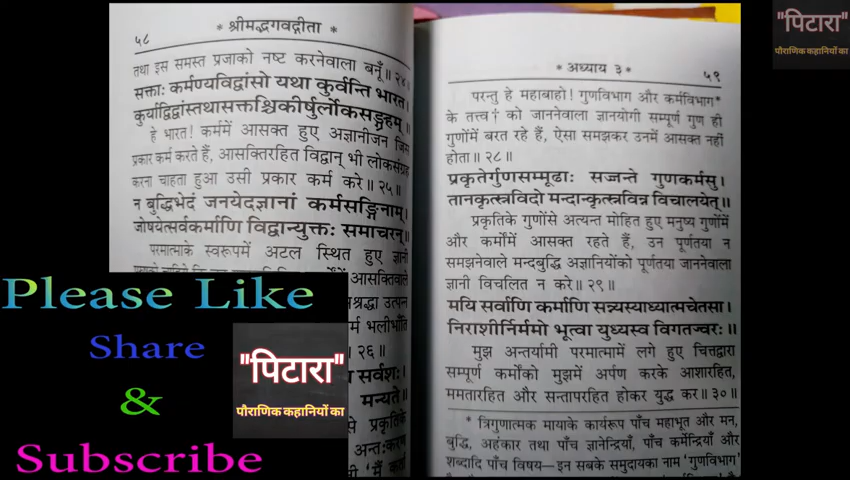 ५८
* श्रीमद्भगवद्गीता *
तथा इस समस्त प्रजाको नष्ट करनेवाला बनूँ॥ २४॥
सक्ताः कर्मण्यविद्वांसो यथा कुर्वन्ति भारत।
कुर्याद्विद्वांस्तथासक्तश्चिकीर्षुर्लोकसङ्ग्रहम्॥
हे भारत! कर्ममें आसक्त हुए अज्ञानीजन जिस
प्रकार कर्म करते हैं, आसक्तिरहित विद्वान् भी लोकसंग्रह
करना चाहता हुआ उसी प्रकार कर्म करे॥ २५॥
न बुद्धिभेदं जनयेदज्ञानां कर्मसङ्गिनाम्।
जोषयेत्सर्वकर्माणि विद्वान्युक्तः समाचरन्॥
परमात्माके स्वरूपमें अटल स्थित हुए ज्ञानी
आसक्तिवाले
अश्रद्धा उत्पन्न
भलीभाँति
। २६॥
सर्वशः।
मन्यते॥
से प्रकृतिके
अन्तःकरण
* अध्याय ३ *
५९
परन्तु हे महाबाहो! गुणविभाग और कर्मविभाग*
के तत्त्व† को जाननेवाला ज्ञानयोगी सम्पूर्ण गुण ही
गुणोंमें बरत रहे हैं, ऐसा समझकर उनमें आसक्त नहीं
होता॥ २८॥
प्रकृतेर्गुणसम्मूढाः सज्जन्ते गुणकर्मसु।
तानकृत्स्नविदो मन्दान्कृत्स्नविन्न विचालयेत्॥
प्रकृतिके गुणोंसे अत्यन्त मोहित हुए मनुष्य गुणोंमें
और कर्मोंमें आसक्त रहते हैं, उन पूर्णतया न
समझनेवाले मन्दबुद्धि अज्ञानियोंको पूर्णतया जाननेवाला
ज्ञानी विचलित न करे॥ २९॥
मयि सर्वाणि कर्माणि सन्न्यस्याध्यात्मचेतसा।
निराशीर्निर्ममो भूत्वा युध्यस्व विगतज्वरः॥
मुझ अन्तर्यामी परमात्मामें लगे हुए चित्तद्वारा
सम्पूर्ण कर्मोंको मुझमें अर्पण करके आशारहित,
ममतारहित और सन्तापरहित होकर युद्ध कर॥ ३०॥
* त्रिगुणात्मक मायाके कार्यरूप पाँच महाभूत और मन,
बुद्धि, अहंकार तथा पाँच ज्ञानेन्द्रियाँ, पाँच कर्मेन्द्रियाँ और
शब्दादि पाँच विषय—इन सबके समुदायका नाम 'गुणविभाग'
Please Like
Share
&
Subscribe
"पिटारा"
पौराणिक कहानियों का
"पिटारा"
पौराणिक कहानियों का